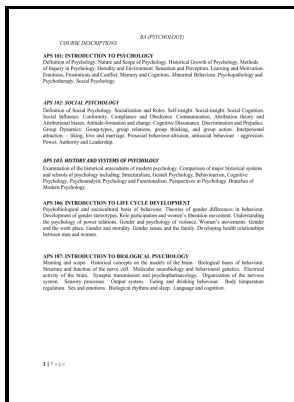 BA (PSYCHOLOGY)
COURSE DESCRIPTIONS
APS 101: INTRODUCTION TO PSYCHOLOGY
Definition of Psychology. Nature and Scope of Psychology. Historical Growth of Psychology. Methods
of Inquiry in Psychology. Heredity and Environment. Sensation and Perception. Learning and Motivation.
Emotions, Frustrations and Conflict. Memory and Cognition. Abnormal Behaviour. Psychopathology and
Psychotherapy. Social Psychology.
APS 102: SOCIAL PSYCHOLOGY
Definition of Social Psychology. Socialization and Roles. Self-insight. Social-insight. Social Cognition.
Social Influence. Conformity. Compliance and Obedience. Communication. Attribution theory and
Attributional biases. Attitude-formation and change. Cognitive Dissonance. Discrimination and Prejudice.
Group Dynamics: Group-types, group relations, group thinking, and group action. Interpersonal
attraction. – liking, love and marriage. Prosocial behaviour-altruism, antisocial behaviour – aggression.
Power, Authority and Leadership.
APS 103: HISTORY AND SYSTEMS OF PSYCHOLOGY
Examination of the historical antecedents of modern psychology. Comparison of major historical systems
and schools of psychology including: Structuralism, Gestalt Psychology, Behaviourism, Cognitive
Psychology, Psychoanalytic Psychology and Functionalism. Perspectives in Psychology. Branches of
Modern Psychology.
APS 106: INTRODUCTION TO LIFE CYCLE DEVELOPMENT
Psychobiological and sociocultural basis of behaviour. Theories of gender differences in behaviour.
Development of gender stereotypes. Role participation and women's liberation movement. Understanding
the psychology of power relations. Gender and psychology of violence. Women's movements. Gender
and the work place. Gender and morality. Gender issues and the family. Developing health relationships
between men and women.
APS 107: INTRODUCTION TO BIOLOGICAL PSYCHOLOGY
Meaning and scope. Historical concepts on the models of the brain. Biological bases of behaviour.
Structure and function of the nerve cell. Molecular neurobiology and behavioural genetics. Electrical
activity of the brain. Synaptic transmission and psychopharmacology. Organization of the nervous
system. Sensory processes. Output system. Eating and drinking behaviour. Body temperature
regulation. Sex and emotions. Biological rhythms and sleep. Language and cognition.
1 | P a g e